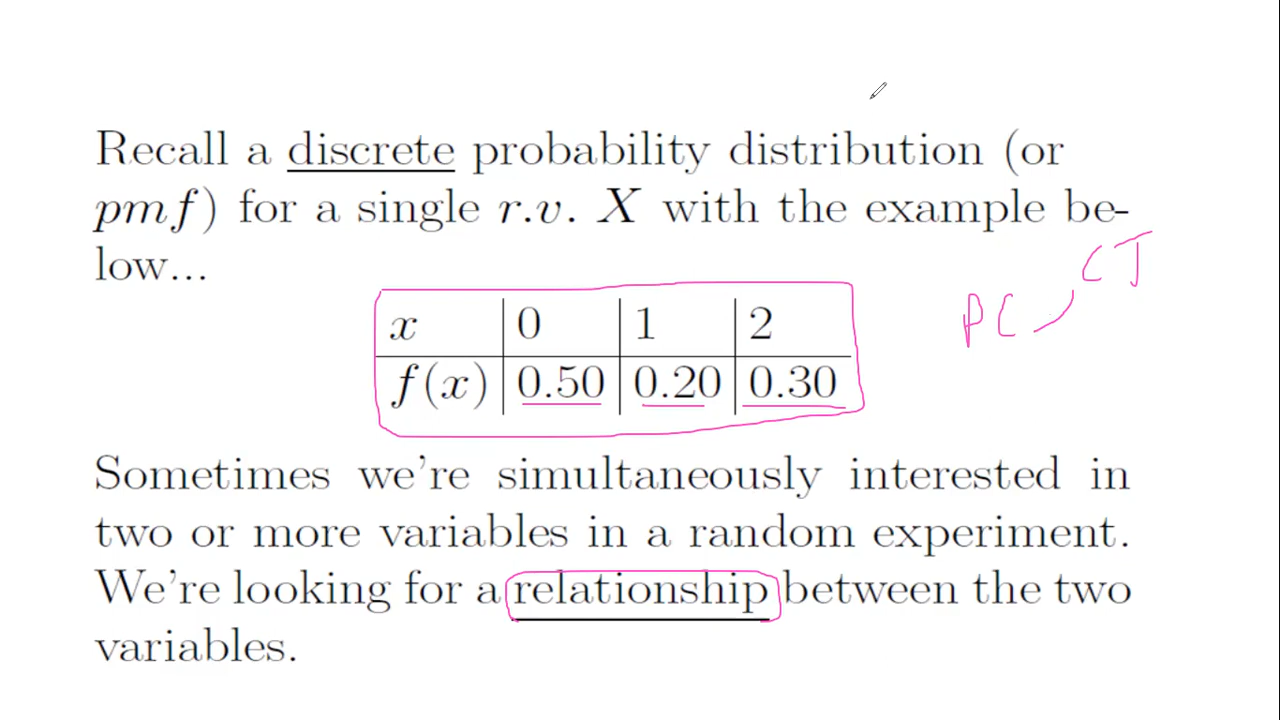 Recall a discrete probability distribution (or
pmf) for a single r.v. X with the example be-
low...
CT
PC
x 0 1 2
f(x) 0.50 0.20 0.30
Sometimes we're simultaneously interested in
two or more variables in a random experiment.
We're looking for a relationship between the two
variables.